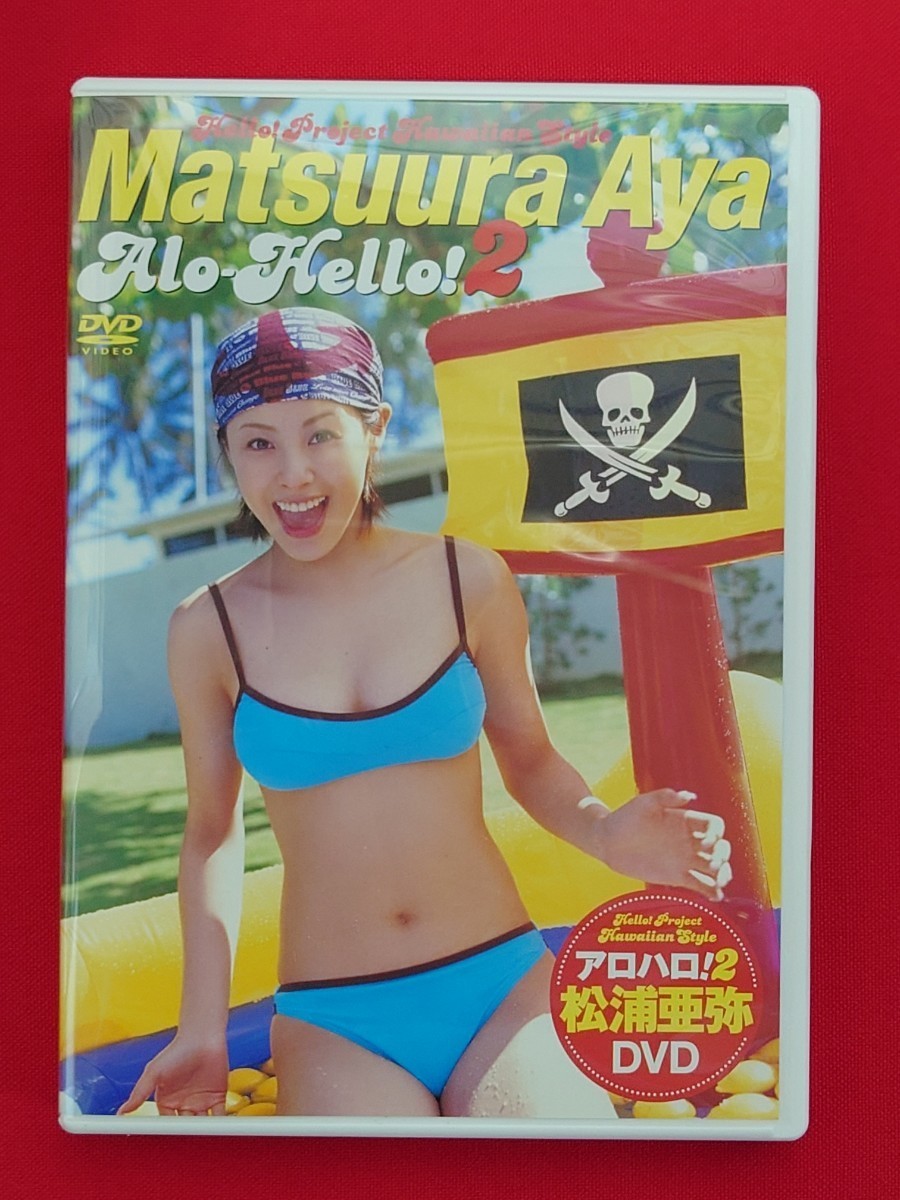 Hello! Project Hawaiian Style
Matsuura Aya
Alo-Hello! 2
DVD
VIDEO
Hello! Project
Hawaiian Style
アロハロ!2
松浦亜弥
DVD